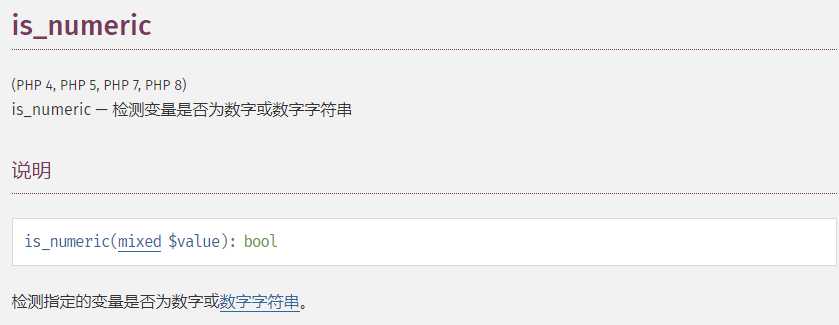 is_numeric
(PHP 4, PHP 5, PHP 7, PHP 8)
is_numeric — 检测变量是否为数字或数字字符串
说明
is_numeric(mixed $value): bool
检测指定的变量是否为数字或数字字符串。